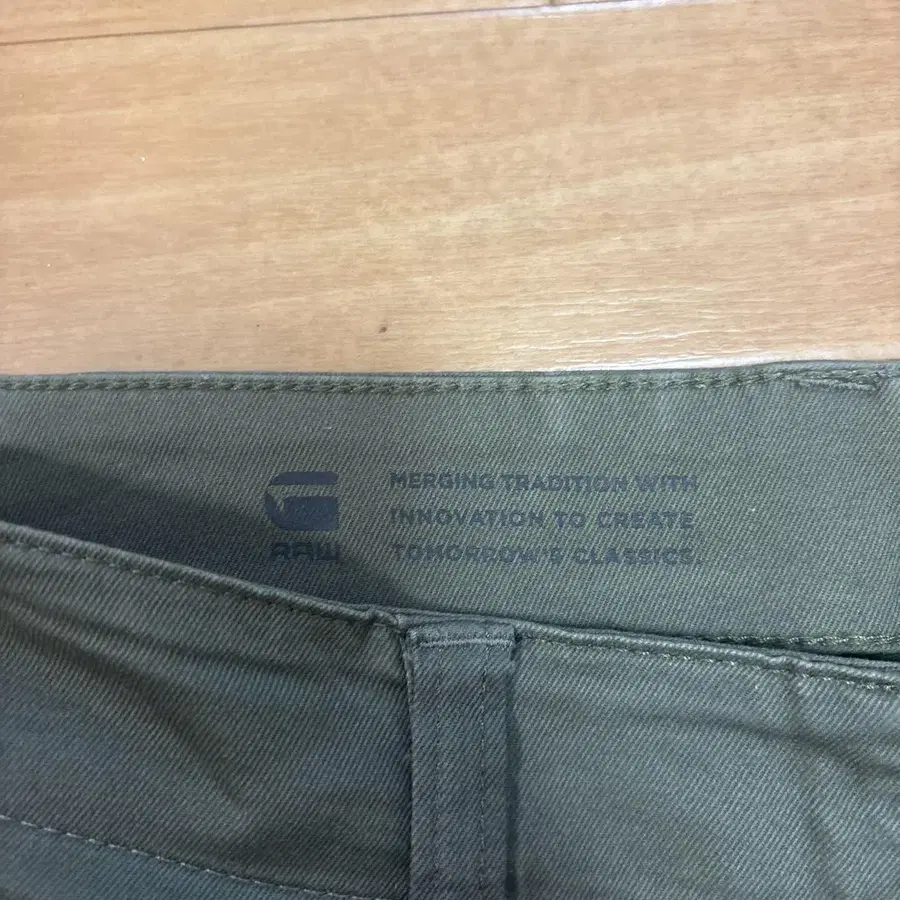 G
RAW
MERGING TRADITION WITH
INNOVATION TO CREATE
TOMORROW'S CLASSICS.